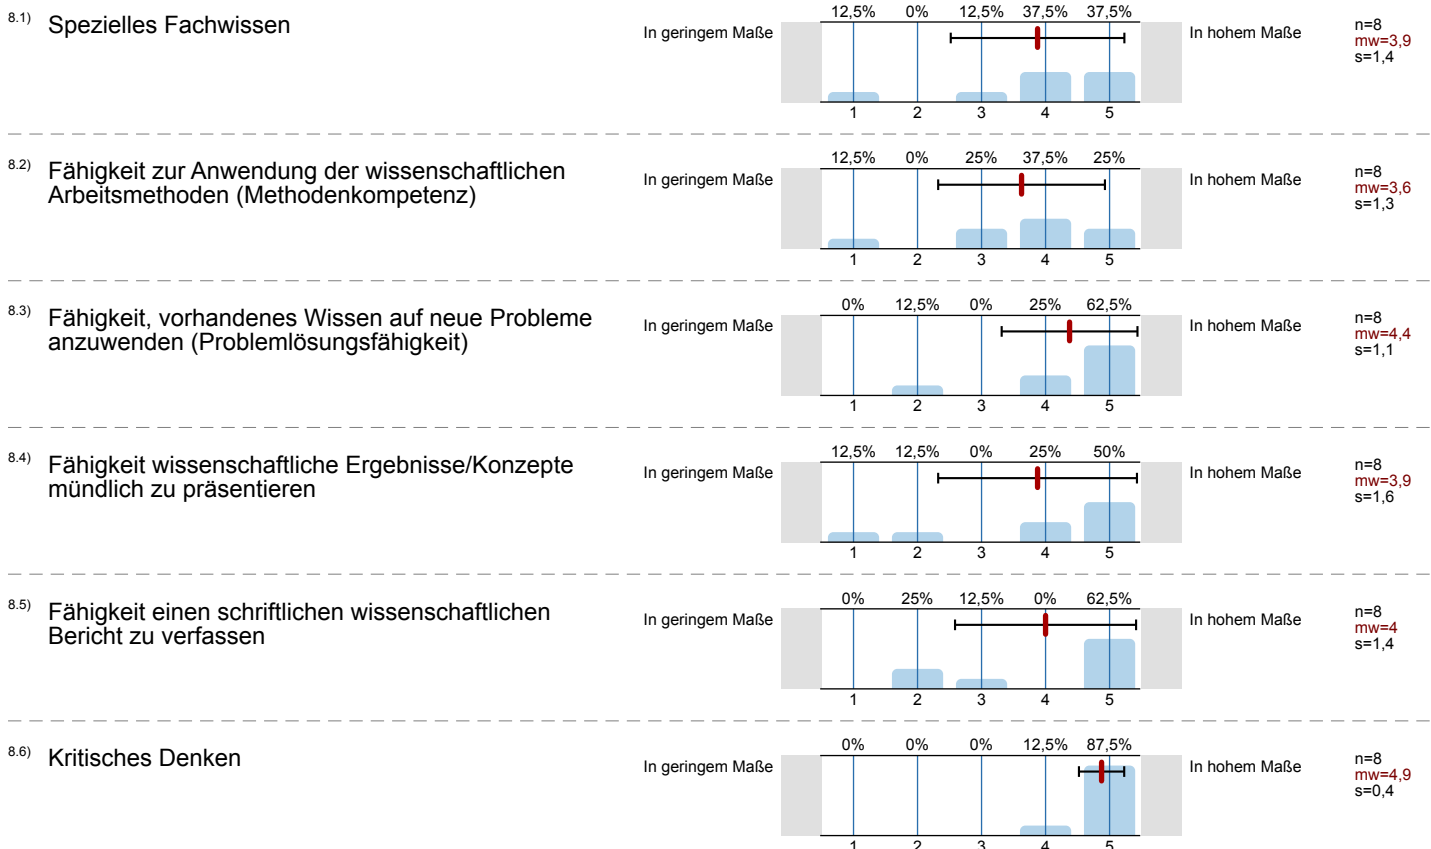 8.1) Spezielles Fachwissen
12,5% 0% 12,5% 37,5% 37,5%
In geringem Maße In hohem Maße
n=8
mw=3,9
s=1,4
1 2 3 4 5
8.2) Fähigkeit zur Anwendung der wissenschaftlichen
Arbeitsmethoden (Methodenkompetenz)
12,5% 0% 25% 37,5% 25%
In geringem Maße In hohem Maße
n=8
mw=3,6
s=1,3
1 2 3 4 5
8.3) Fähigkeit, vorhandenes Wissen auf neue Probleme
anzuwenden (Problemlösungsfähigkeit)
0% 12,5% 0% 25% 62,5%
In geringem Maße In hohem Maße
n=8
mw=4,4
s=1,1
1 2 3 4 5
8.4) Fähigkeit wissenschaftliche Ergebnisse/Konzepte
mündlich zu präsentieren
12,5% 12,5% 0% 25% 50%
In geringem Maße In hohem Maße
n=8
mw=3,9
s=1,6
1 2 3 4 5
8.5) Fähigkeit einen schriftlichen wissenschaftlichen
Bericht zu verfassen
0% 25% 12,5% 0% 62,5%
In geringem Maße In hohem Maße
n=8
mw=4
s=1,4
1 2 3 4 5
8.6) Kritisches Denken
0% 0% 0% 12,5% 87,5%
In geringem Maße In hohem Maße
n=8
mw=4,9
s=0,4
1 2 3 4 5